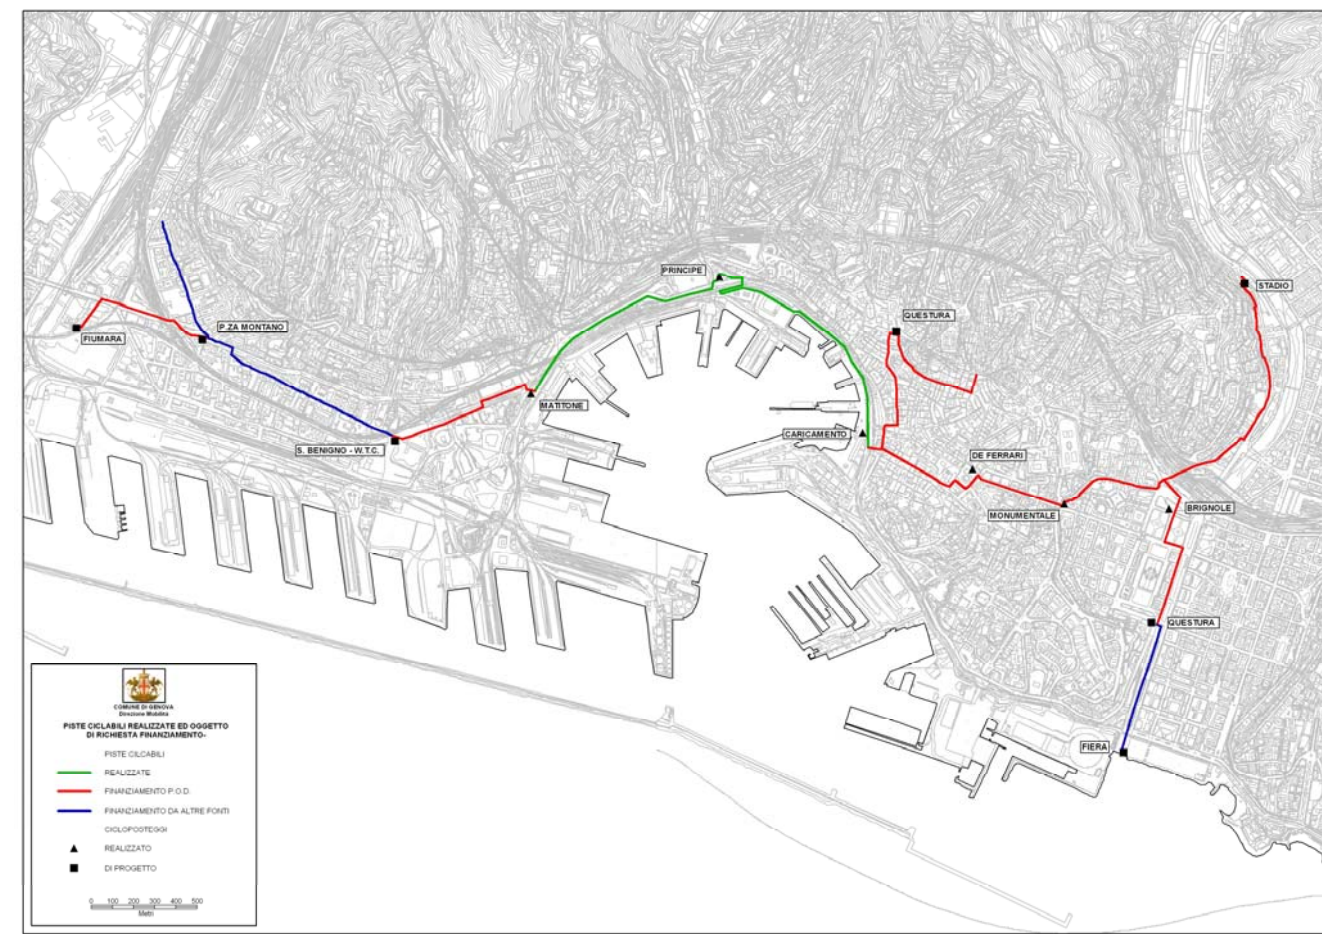 PRINCIPE
STADIO
QUESTURA
P.ZA MONTANO
FIUMARA
MATITONE
CARICAMENTO
S. BENIGNO - W.T.C.
DE FERRARI
MONUMENTALE
BRIGNOLE
QUESTURA
FIERA
COMUNE DI GENOVA
Direzione Mobilità
PISTE CICLABILI REALIZZATE ED OGGETTO
DI RICHIESTA FINANZIAMENTO-
PISTE CILCABILI
REALIZZATE
FINANZIAMENTO P.O.D.
FINANZIAMENTO DA ALTRE FONTI
CICLOPOSTEGGI
REALIZZATO
DI PROGETTO
0 100 200 300 400 500
Metri